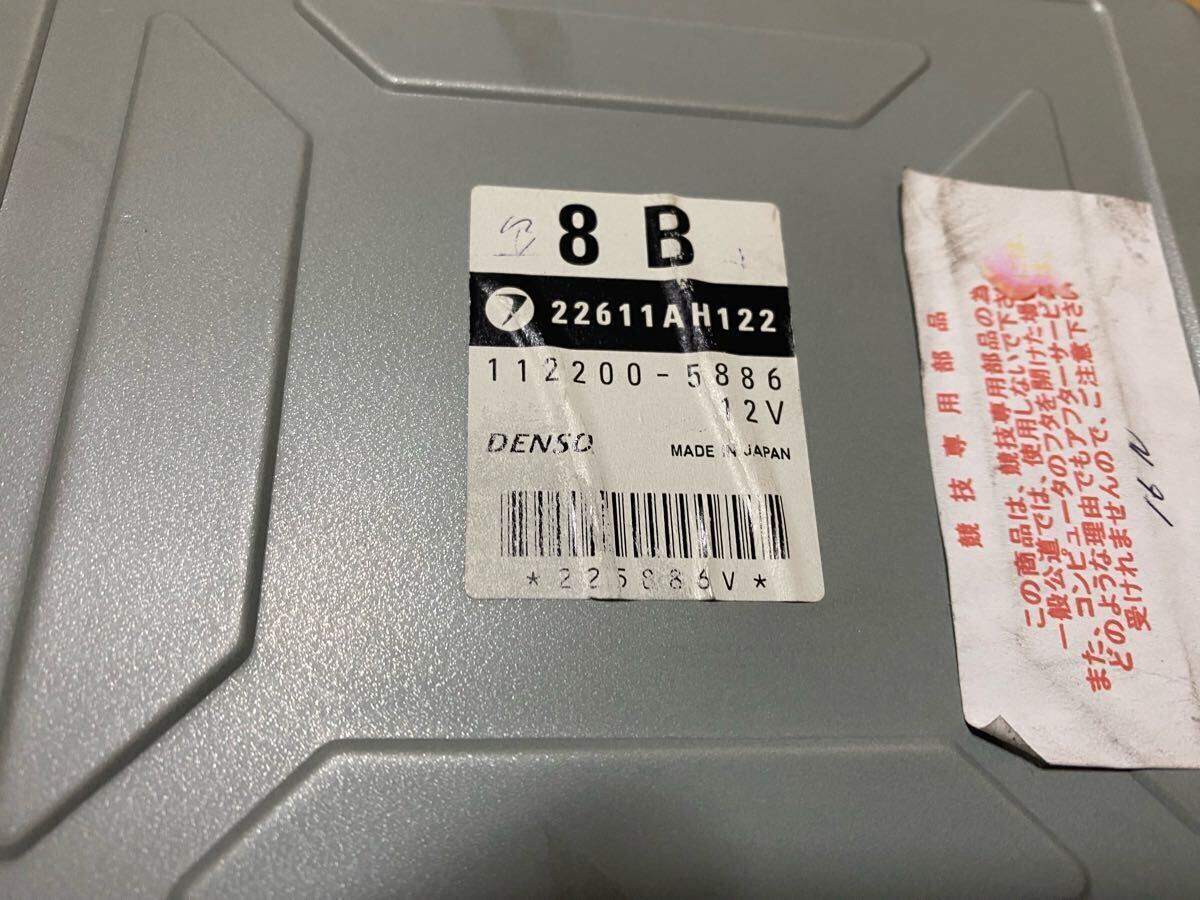 8 B
22611AH122
112200-5886
12V
DENSO
MADE IN JAPAN
*225886V*
競技専用部品
この商品は、競技専用部品の為
一般公道では、使用しないで下さ
また、コンピュータのフタを開けた場
どのような理由でもアフターサービ
受けれませんので、ご注意下さい
16N